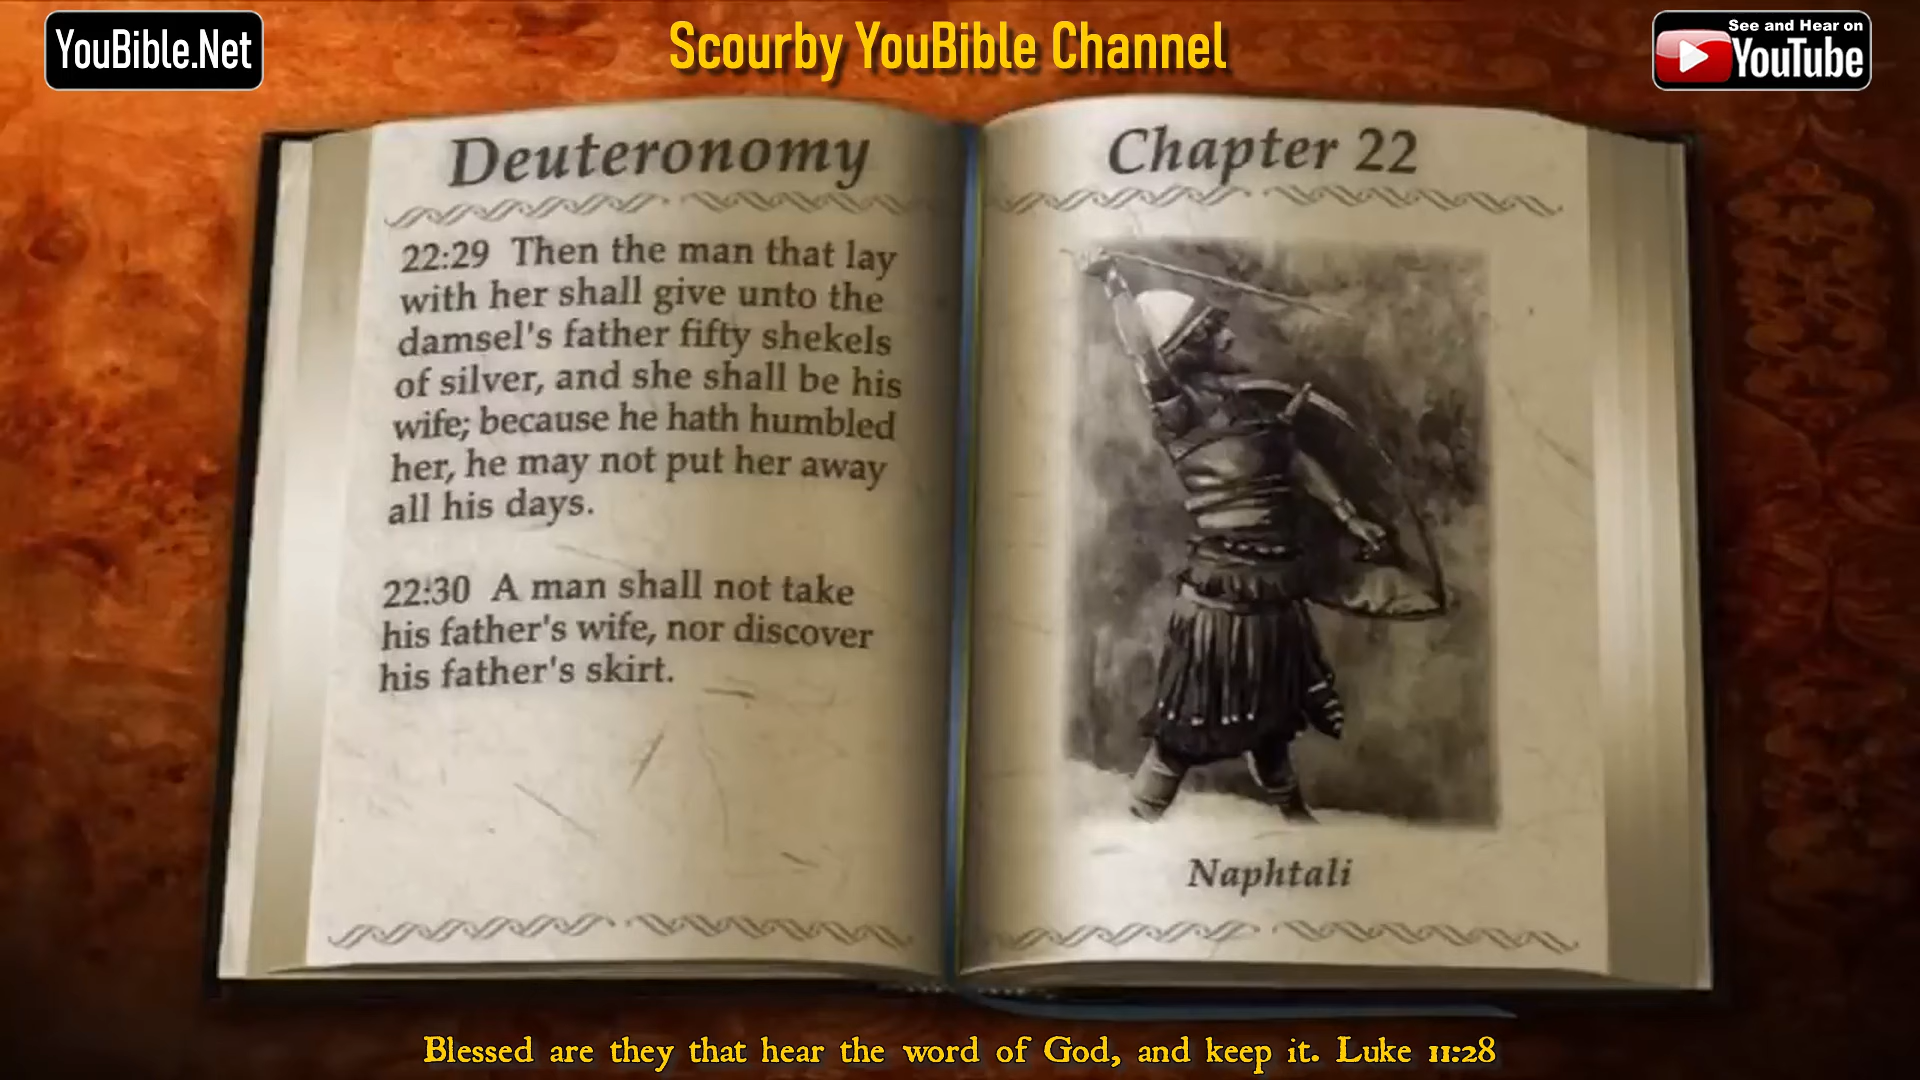 YouBible.Net
Scourby YouBible Channel
See and Hear on
YouTube
Deuteronomy
22:29 Then the man that lay
with her shall give unto the
damsel's father fifty shekels
of silver, and she shall be his
wife; because he hath humbled
her, he may not put her away
all his days.
22:30 A man shall not take
his father's wife, nor discover
his father's skirt.
Chapter 22
Naphtali
Blessed are they that hear the word of God, and keep it. Luke 11:28